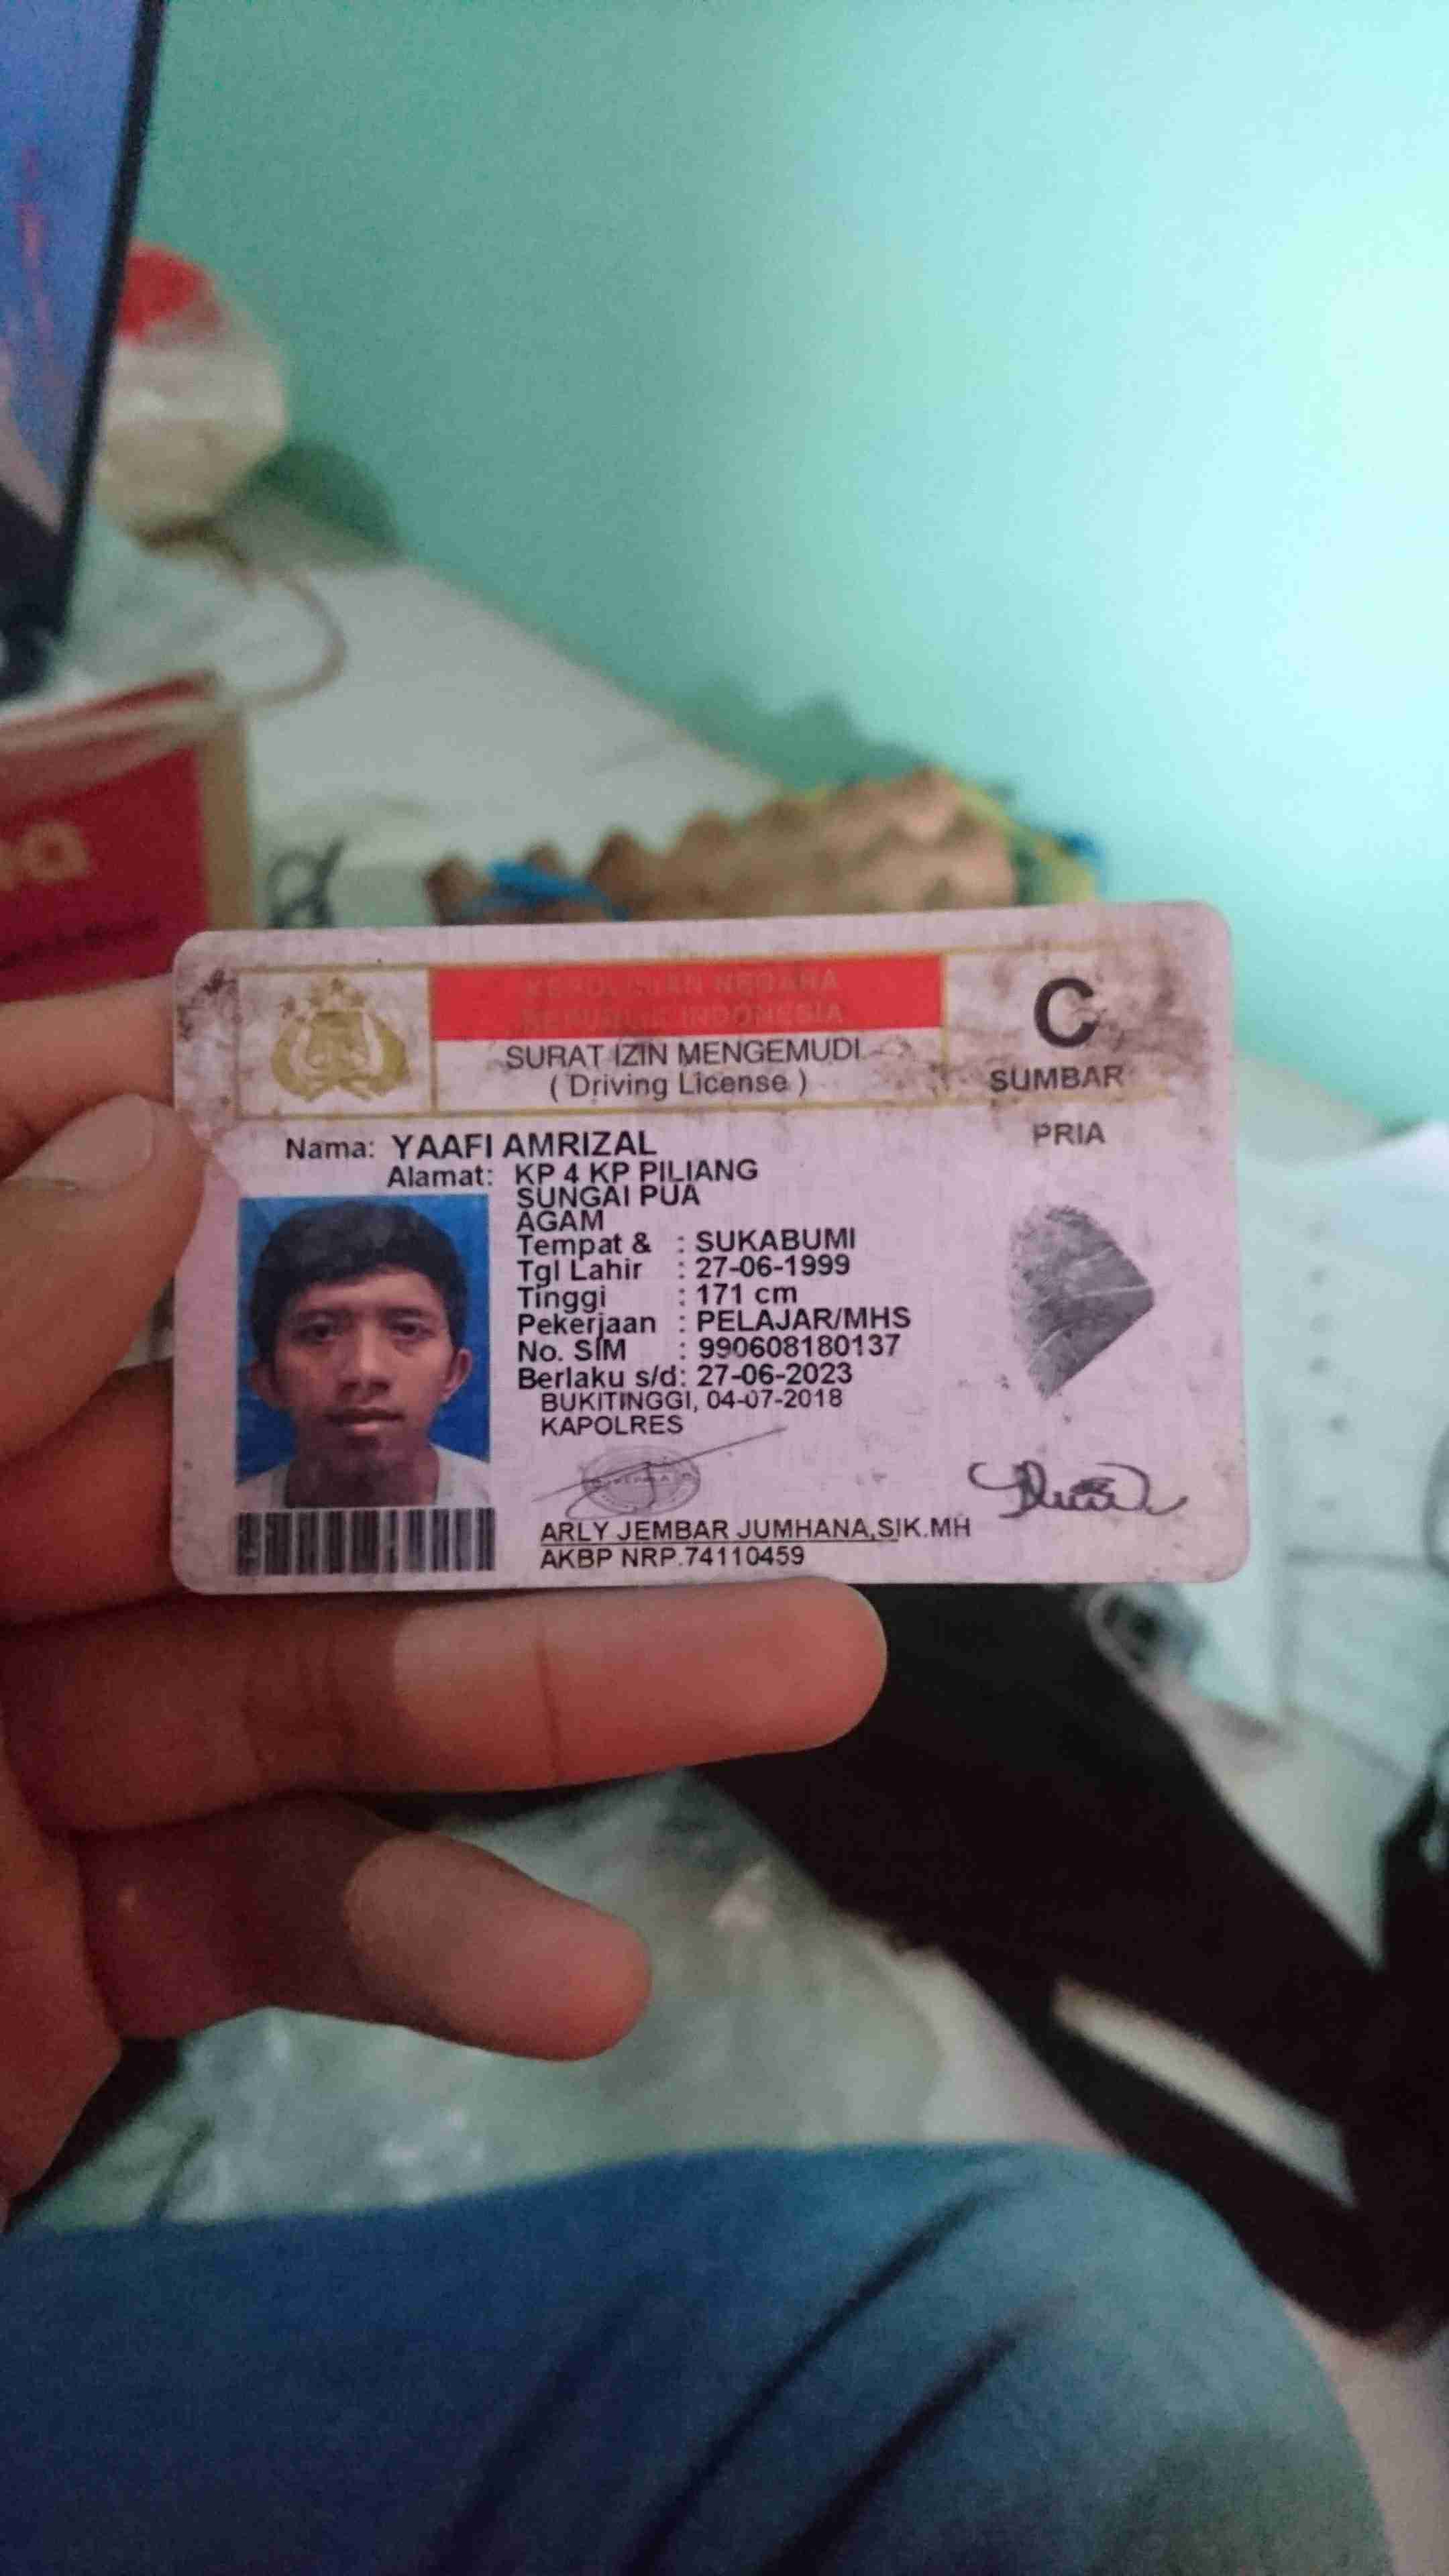 KEPOLISIAN NEGARA
REPUBLIK INDONESIA
SURAT IZIN MENGEMUDI
( Driving License )
C
SUMBAR
PRIA
Nama: YAAFI AMRIZAL
Alamat: KP 4 KP PILIANG
SUNGAI PUA
AGAM
Tempat & : SUKABUMI
Tgl Lahir : 27-06-1999
Tinggi : 171 cm
Pekerjaan : PELAJAR/MHS
No. SIM : 990608180137
Berlaku s/d: 27-06-2023
BUKITINGGI, 04-07-2018
KAPOLRES
ARLY JEMBAR JUMHANA,SIK.MH
AKBP NRP.74110459